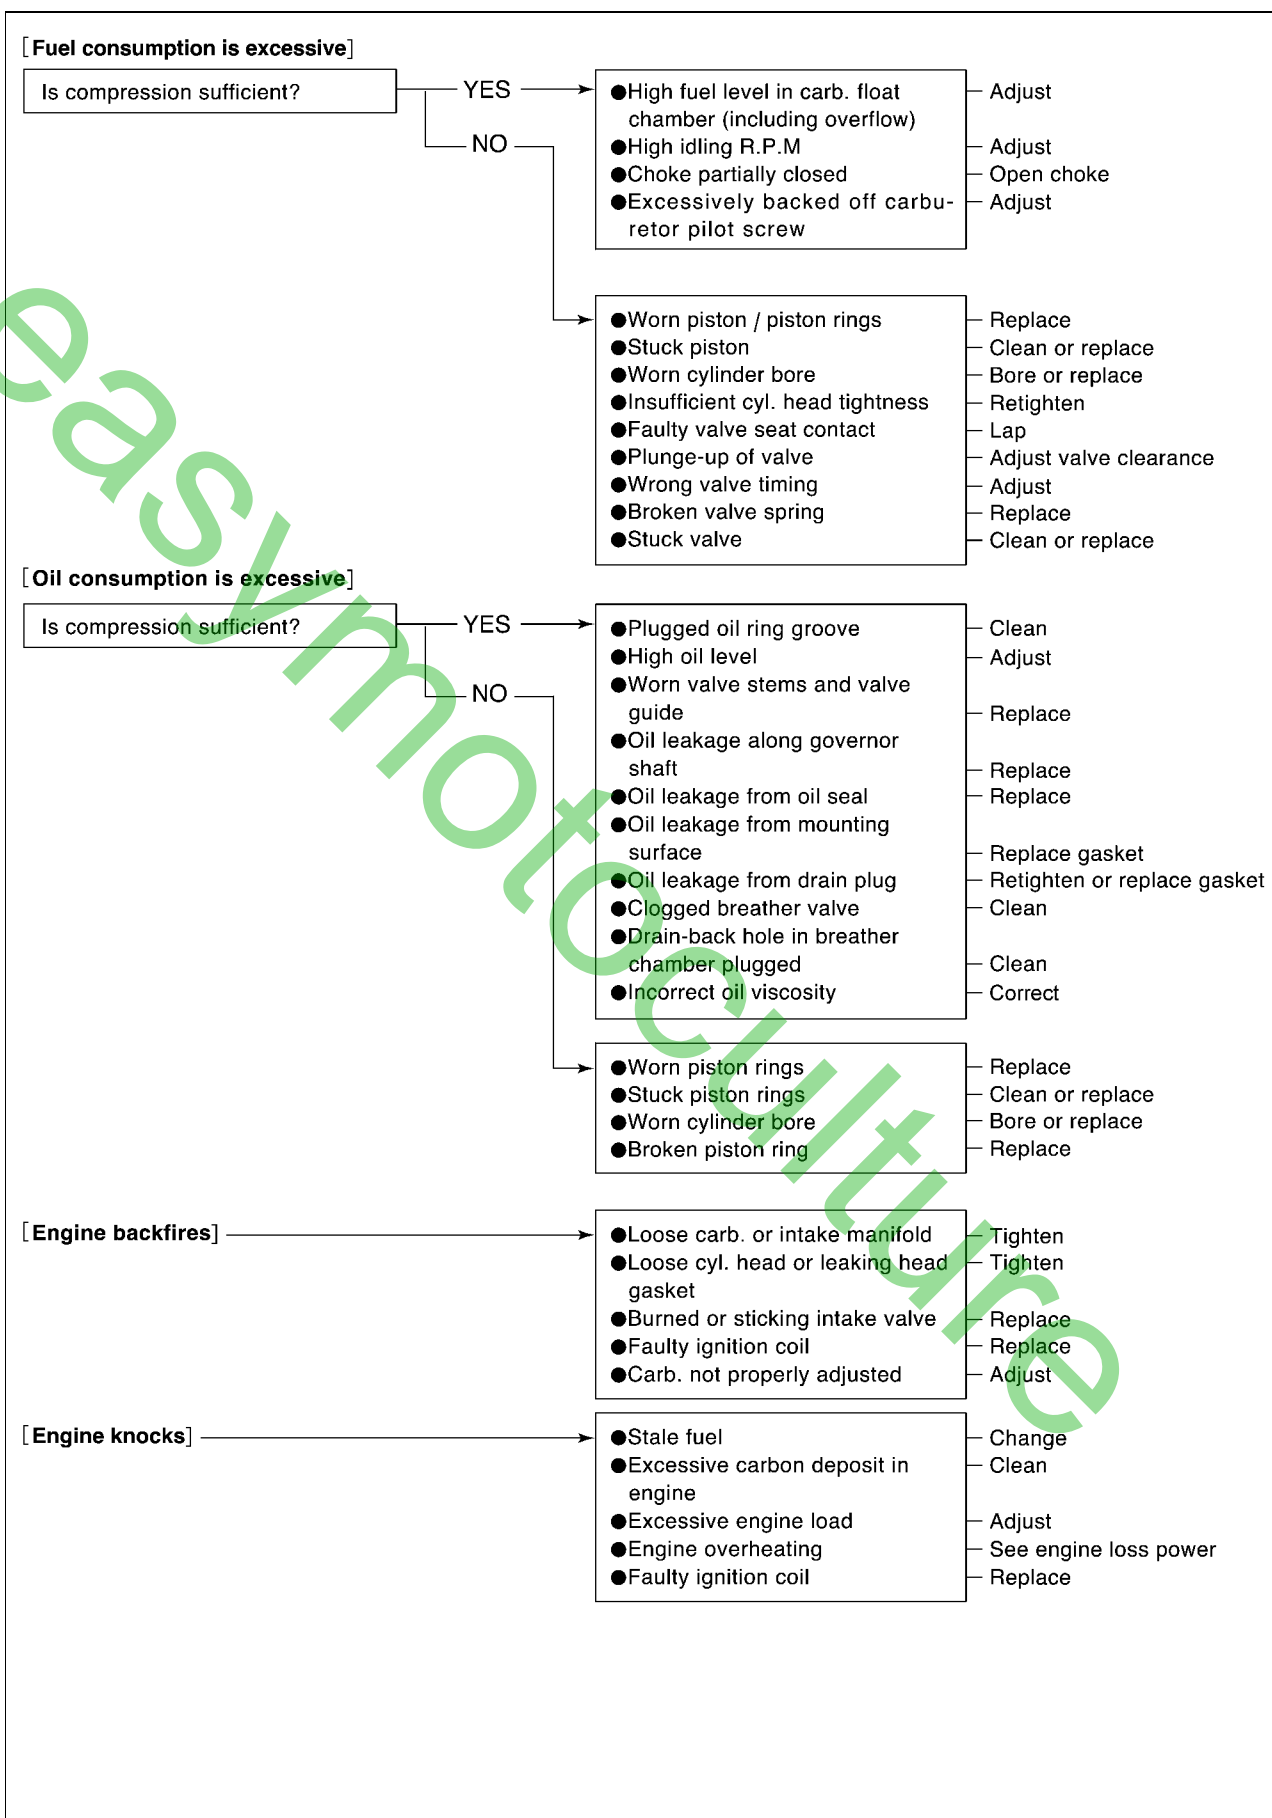 [Fuel consumption is excessive]
Is compression sufficient?
YES
NO
●High fuel level in carb. float
chamber (including overflow)
Adjust
●High idling R.P.M
Adjust
●Choke partially closed
Open choke
●Excessively backed off carbu-
retor pilot screw
Adjust
●Worn piston / piston rings
Replace
●Stuck piston
Clean or replace
●Worn cylinder bore
Bore or replace
●Insufficient cyl. head tightness
Retighten
●Faulty valve seat contact
Lap
●Plunge-up of valve
Adjust valve clearance
●Wrong valve timing
Adjust
●Broken valve spring
Replace
●Stuck valve
Clean or replace
[Oil consumption is excessive]
Is compression sufficient?
YES
NO
●Plugged oil ring groove
Clean
●High oil level
Adjust
●Worn valve stems and valve
guide
Replace
●Oil leakage along governor
shaft
Replace
●Oil leakage from oil seal
Replace
●Oil leakage from mounting
surface
Replace gasket
●Oil leakage from drain plug
Retighten or replace gasket
●Clogged breather valve
Clean
●Drain-back hole in breather
chamber plugged
Clean
●Incorrect oil viscosity
Correct
●Worn piston rings
Replace
●Stuck piston rings
Clean or replace
●Worn cylinder bore
Bore or replace
●Broken piston ring
Replace
[Engine backfires]
●Loose carb. or intake manifold
Tighten
●Loose cyl. head or leaking head
gasket
Tighten
●Burned or sticking intake valve
Replace
●Faulty ignition coil
Replace
●Carb. not properly adjusted
Adjust
[Engine knocks]
●Stale fuel
Change
●Excessive carbon deposit in
engine
Clean
●Excessive engine load
Adjust
●Engine overheating
See engine loss power
●Faulty ignition coil
Replace
easymotoculture